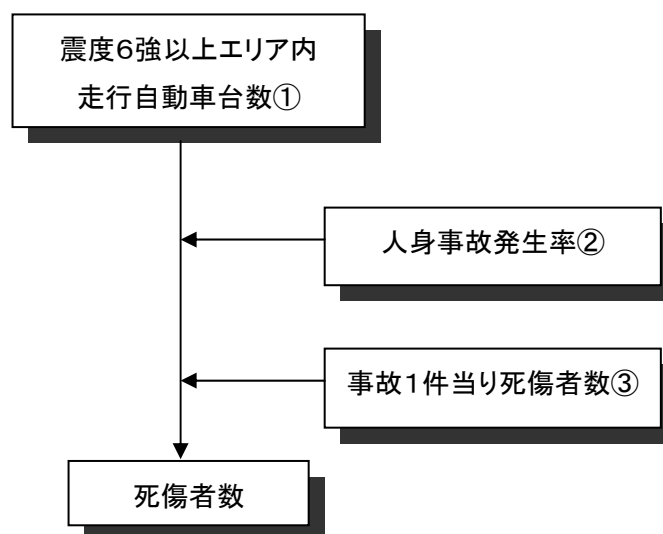 震度６強以上エリア内
走行自動車台数①
人身事故発生率②
事故１件当り死傷者数③
死傷者数